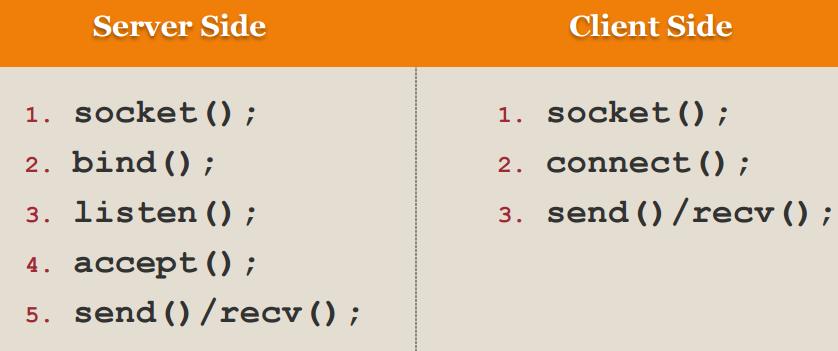 Server Side
1. socket();
2. bind();
3. listen();
4. accept();
5. send()/recv();
Client Side
1. socket();
2. connect();
3. send()/recv();